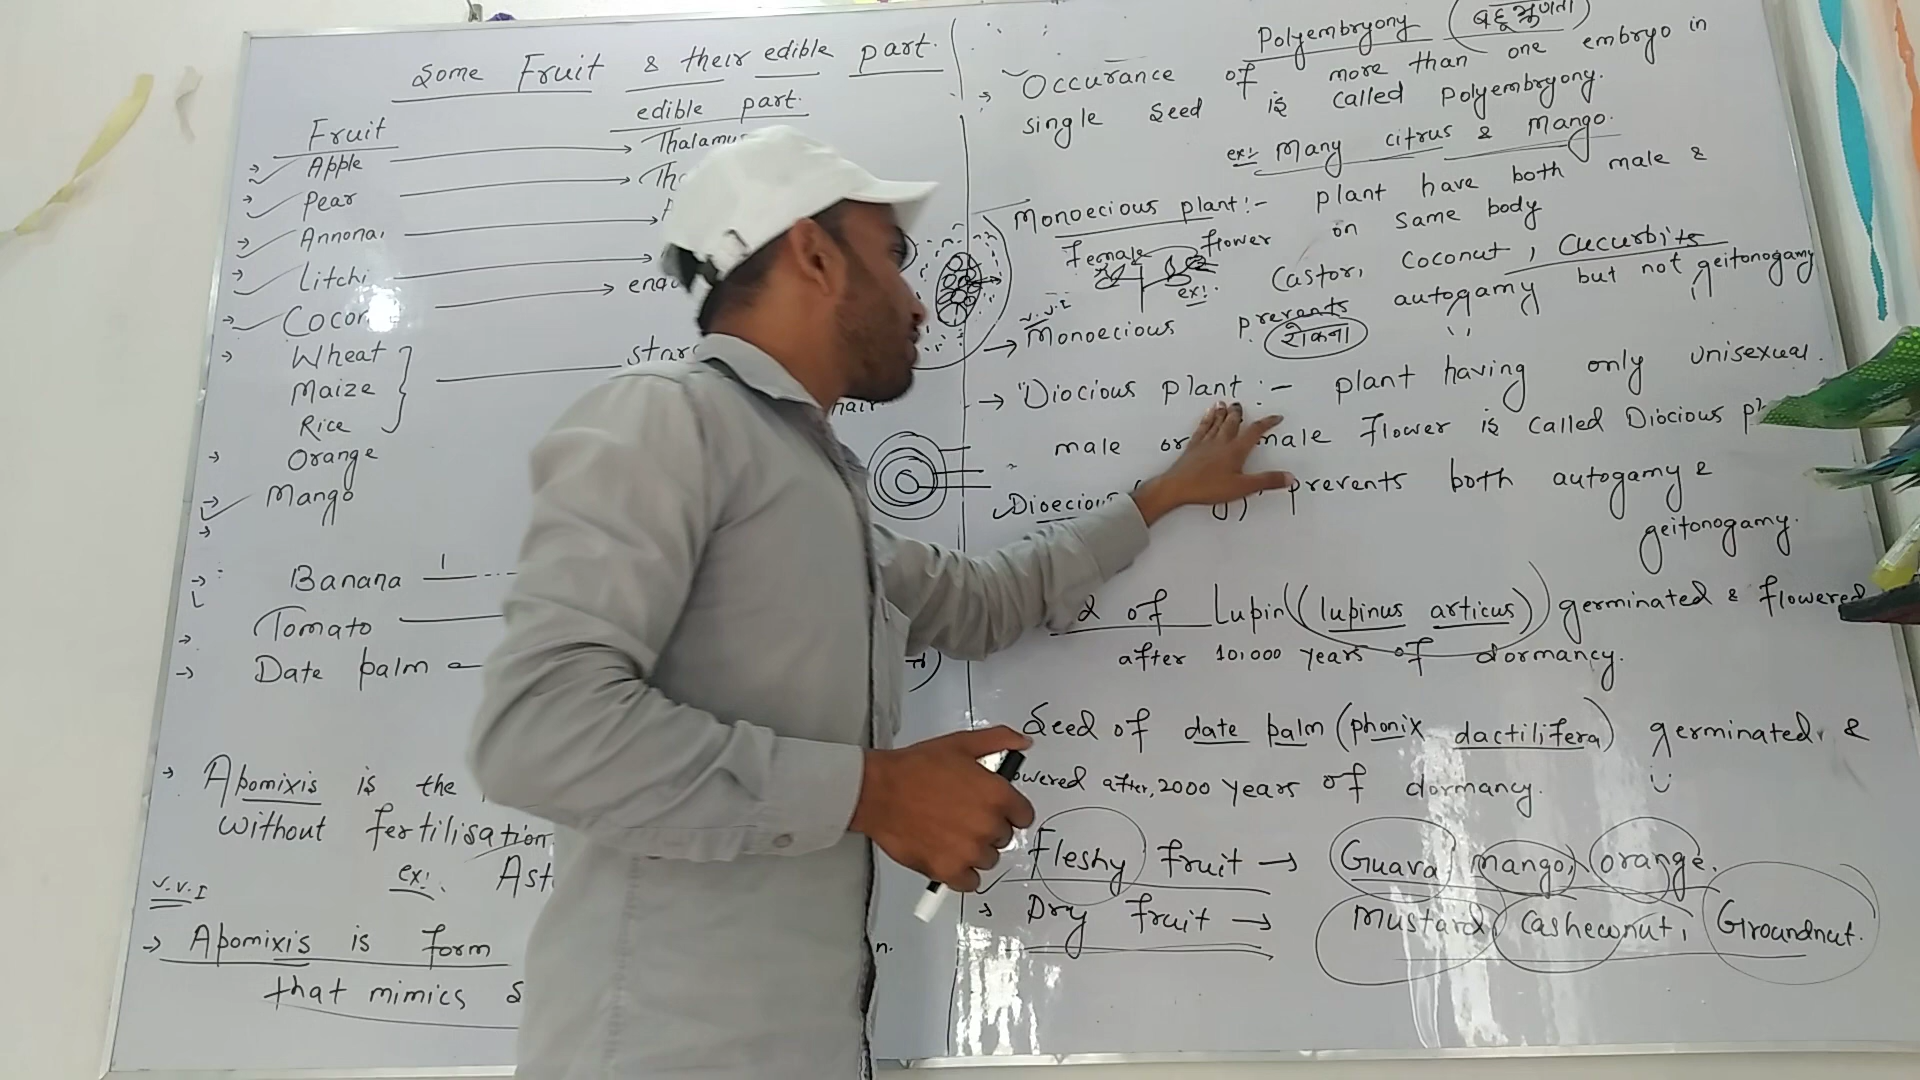 Some Fruit & their edible part.
Fruit
edible part.
→ Apple → Thalamus
→ Pear →
→ Annona →
→ Litchi →
→ →
→ Wheat
Maize
Rice
→ Orange
→ Mango
→ Banana
→ Tomato
→ Date palm
→ Apomixis is the
without fertilisation
ex:
v.v.I
→ Apomixis is form
that mimics
Polyembryony (बहुभ्रूणता)
→ Occurance of more than one embryo in
single seed is called polyembryony.
ex: Many citrus & Mango.
Monoecious plant:- plant have both male &
Female flower on same body
ex: Castor, coconut, Cucurbits
v.v.I
→ Monoecious prevents autogamy but not geitonogamy
रोकना
→ Diocious plant :- plant having only unisexual.
male or male Flower is called Diocious
Dioecious prevents both autogamy &
geitonogamy.
of Lupin (lupinus articus) germinated & flowered
after 10,000 years of dormancy.
Seed of date palm (phonix dactilifera) germinated &
after 2000 years of dormancy.
Fleshy fruit → Guava, mango, orange.
→ Dry fruit → Mustard, Cashewnut, Groundnut.